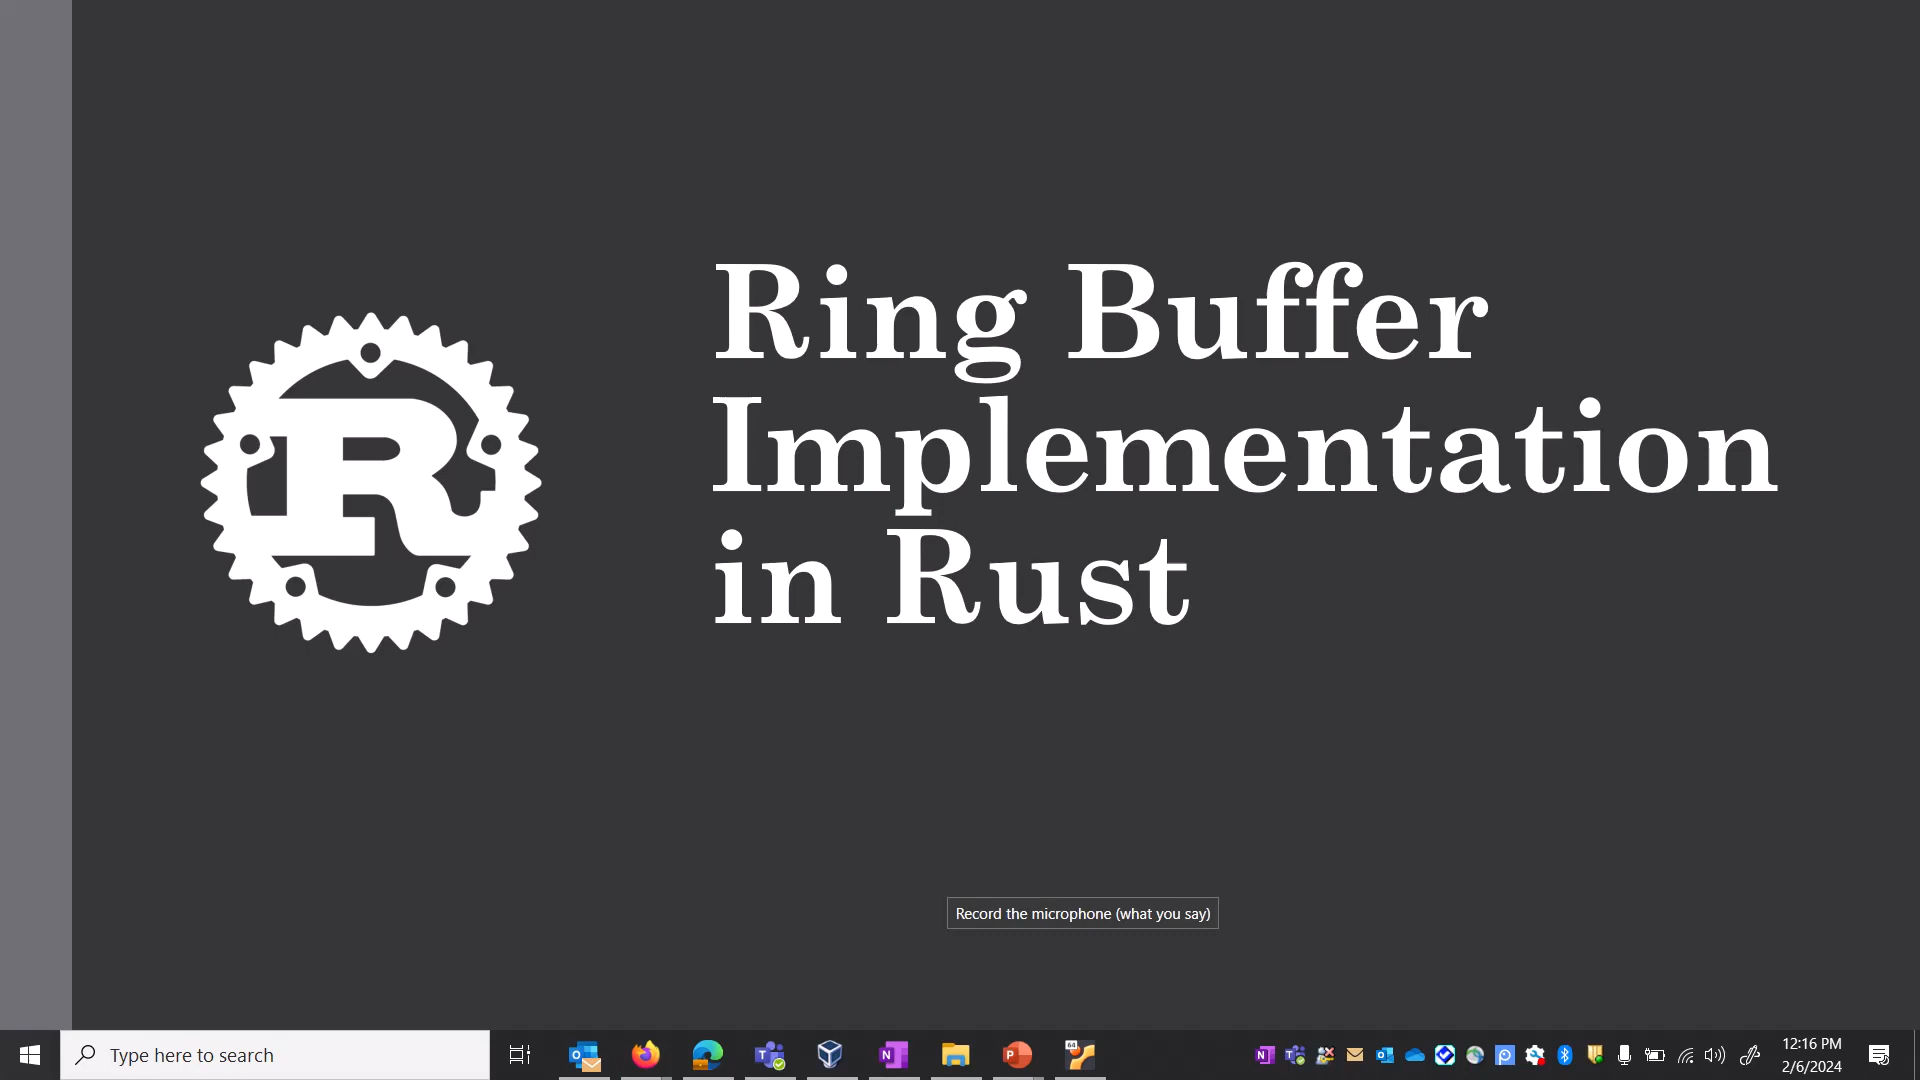 Ring Buffer
Implementation
in Rust
R
Record the microphone (what you say)
Type here to search
12:16 PM
2/6/2024